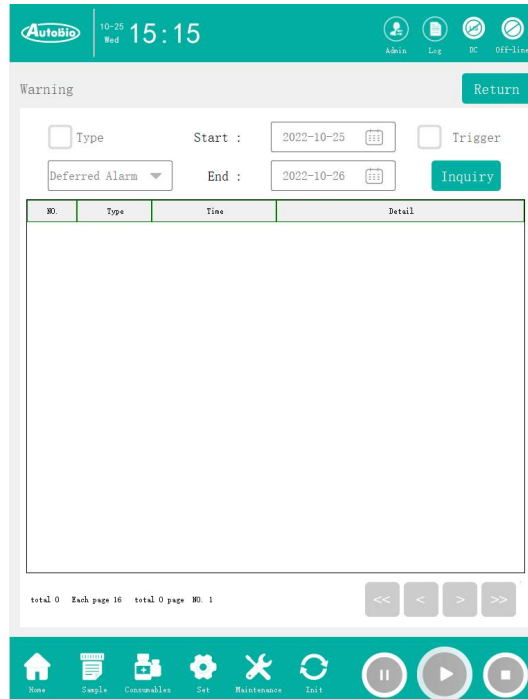 Autobio 10-25 Wed 15:15
Admin Log DC Off-line
Warning Return
Type Start : 2022-10-25 Trigger
Deferred Alarm End : 2022-10-26 Inquiry
NO. Type Time Detail
total 0 Each page 16 total 0 page NO. 1 << < > >>
Home Sample Consumables Set Maintenance Init